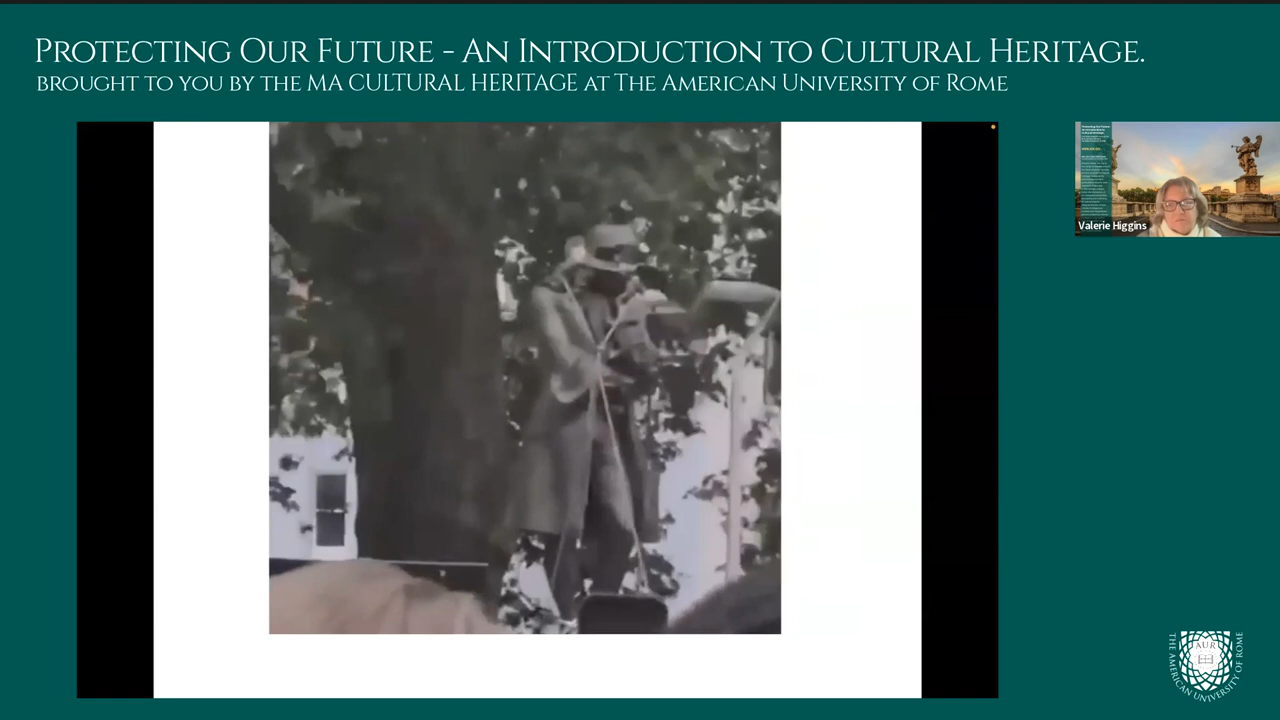 PROTECTING OUR FUTURE - AN INTRODUCTION TO CULTURAL HERITAGE.
BROUGHT TO YOU BY THE MA CULTURAL HERITAGE AT THE AMERICAN UNIVERSITY OF ROME
Valerie Higgins
AUR
THE AMERICAN UNIVERSITY OF ROME